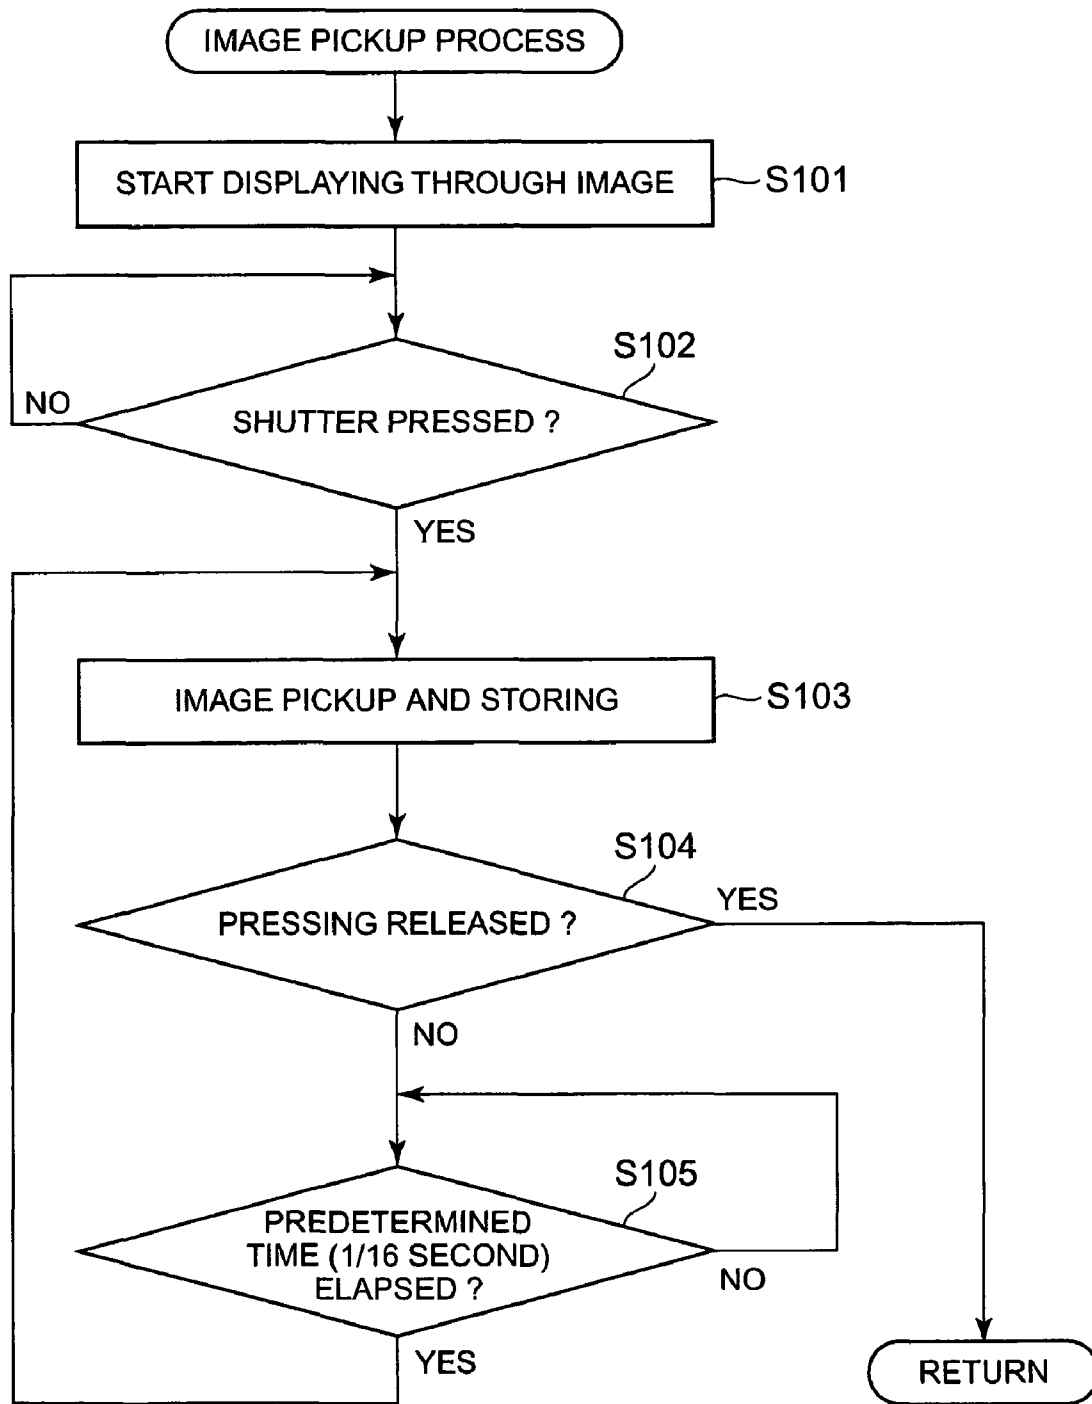 IMAGE PICKUP PROCESS
START DISPLAYING THROUGH IMAGE
S101
S102
SHUTTER PRESSED ?
NO
YES
IMAGE PICKUP AND STORING
S103
S104
PRESSING RELEASED ?
YES
NO
S105
PREDETERMINED
TIME (1/16 SECOND)
ELAPSED ?
NO
YES
RETURN